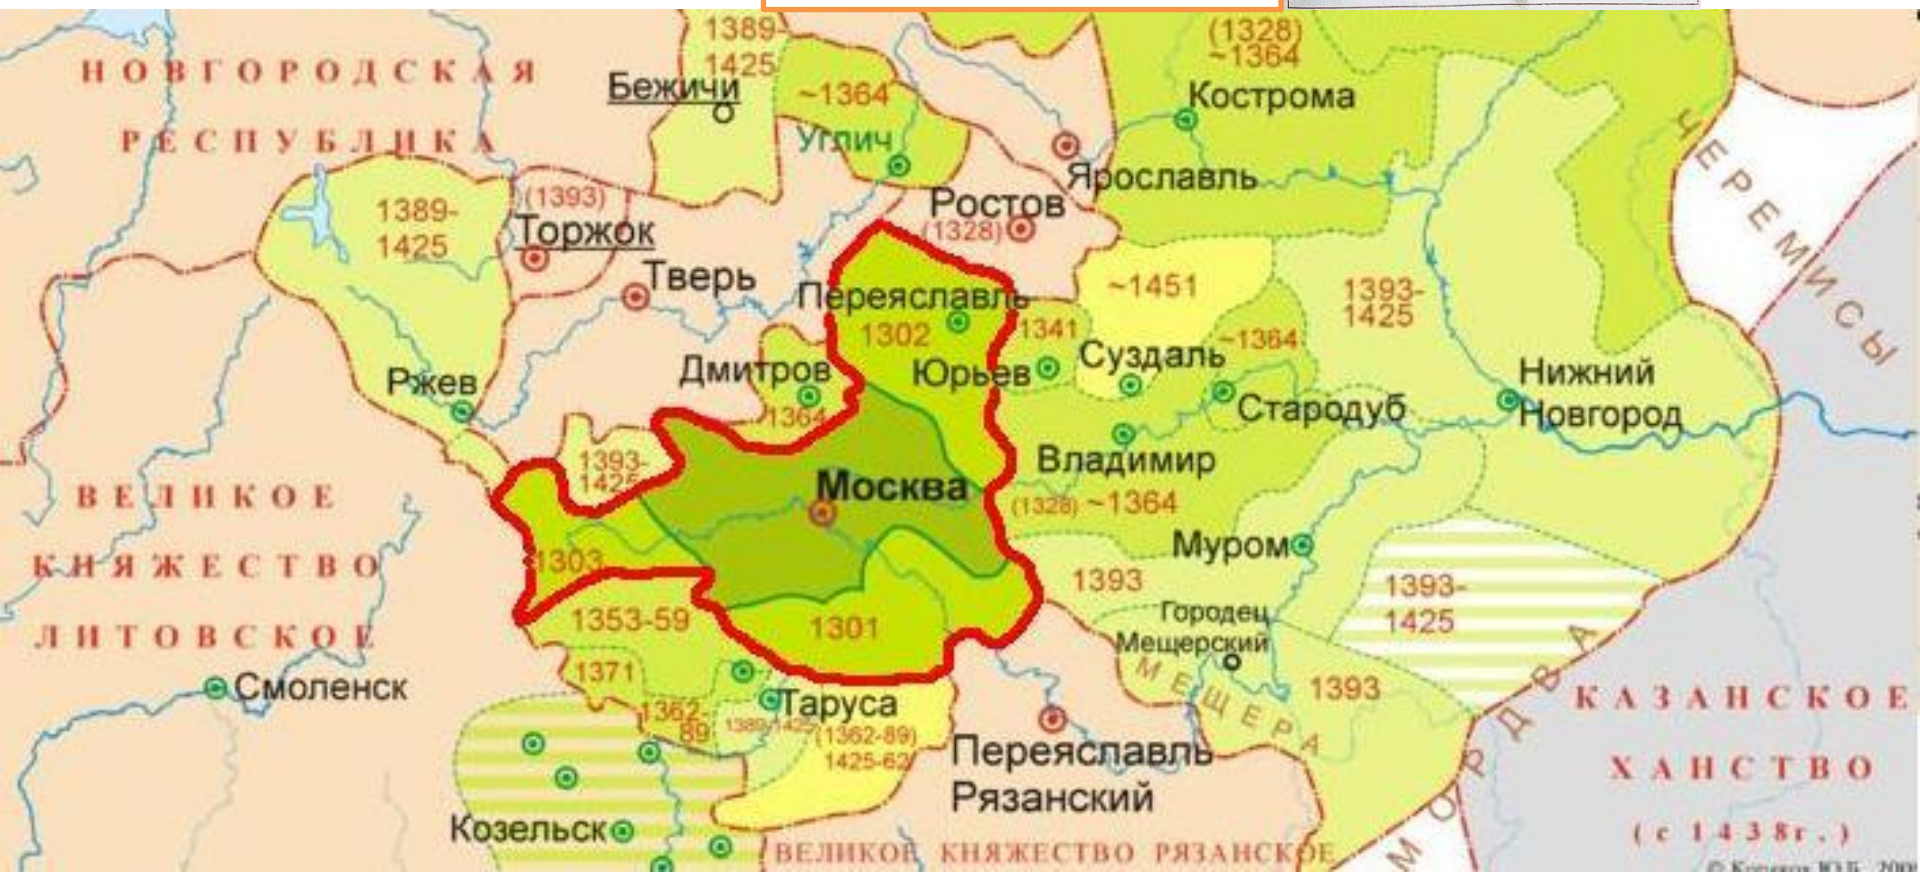 1389-
1425
(1328)
~1364
НОВГОРОДСКАЯ
РЕСПУБЛИКА
Бежичи
~1364
Углич
Кострома
Ярославль
ЧЕРЕМИСЫ
1389-
1425
(1393)
Торжок
Ростов
(1328)
Тверь
Переяславль
1302
~1451
1393-
1425
1341
~1364
Ржев
Дмитров
1364
Юрьев
Суздаль
Стародуб
Нижний
Новгород
1393-
1425
Москва
Владимир
(1328) ~1364
ВЕЛИКОЕ
КНЯЖЕСТВО
ЛИТОВСКОЕ
1303
Муром
1393
1393-
1425
1353-59
1301
Городец
Мещерский
МЕЩЕРА
1393
МОРДВА
Смоленск
1371
1362-
89
1389-1425
Таруса
(1362-89)
1425-62
Переяславль
Рязанский
КАЗАНСКОЕ
ХАНСТВО
(с 1438г.)
Козельск
ВЕЛИКОЕ КНЯЖЕСТВО РЯЗАНСКОЕ